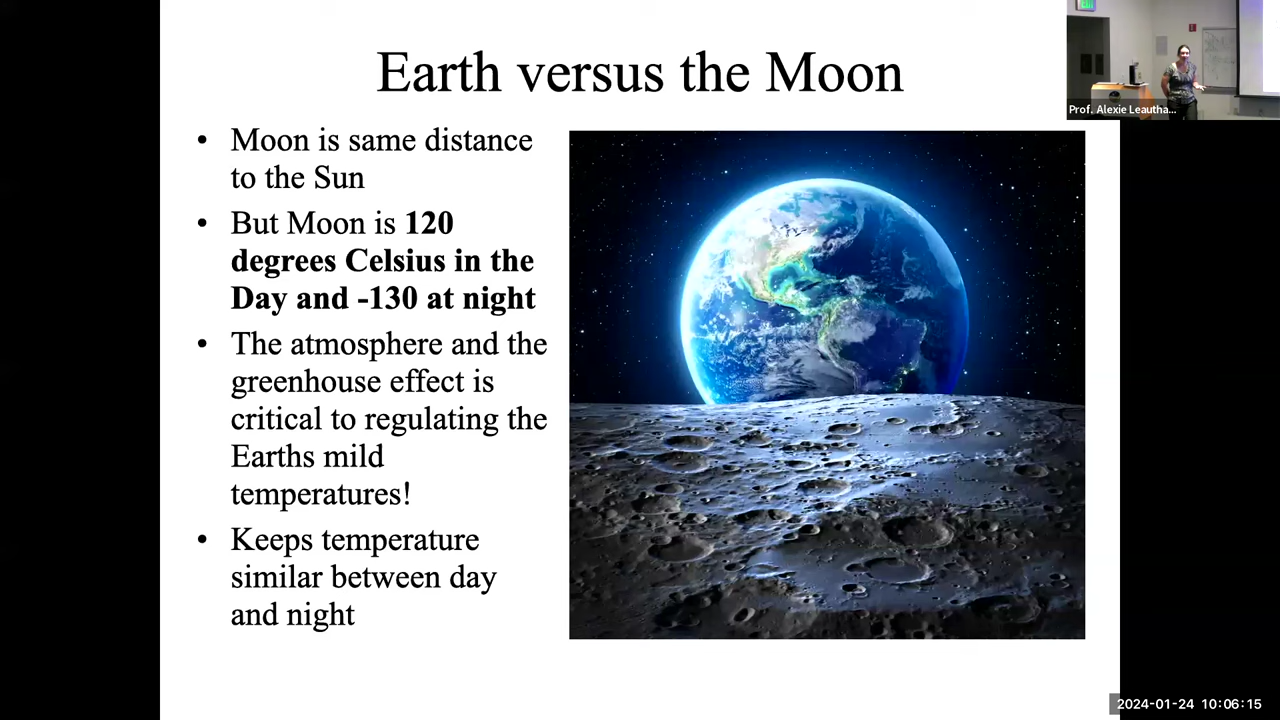 Earth versus the Moon
• Moon is same distance
to the Sun
• But Moon is 120
degrees Celsius in the
Day and -130 at night
• The atmosphere and the
greenhouse effect is
critical to regulating the
Earths mild
temperatures!
• Keeps temperature
similar between day
and night
EXIT
Prof. Alexie Leautha...
2024-01-24 10:06:15